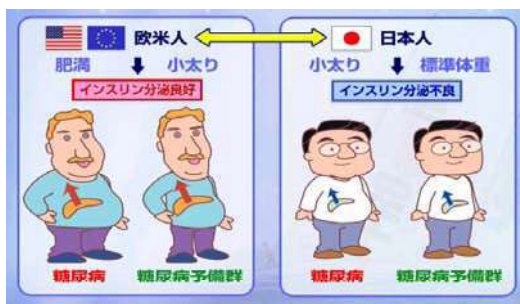 欧米人
肥満 小太り
インスリン分泌良好
糖尿病 糖尿病予備群
日本人
小太り 標準体重
インスリン分泌不良
糖尿病 糖尿病予備群